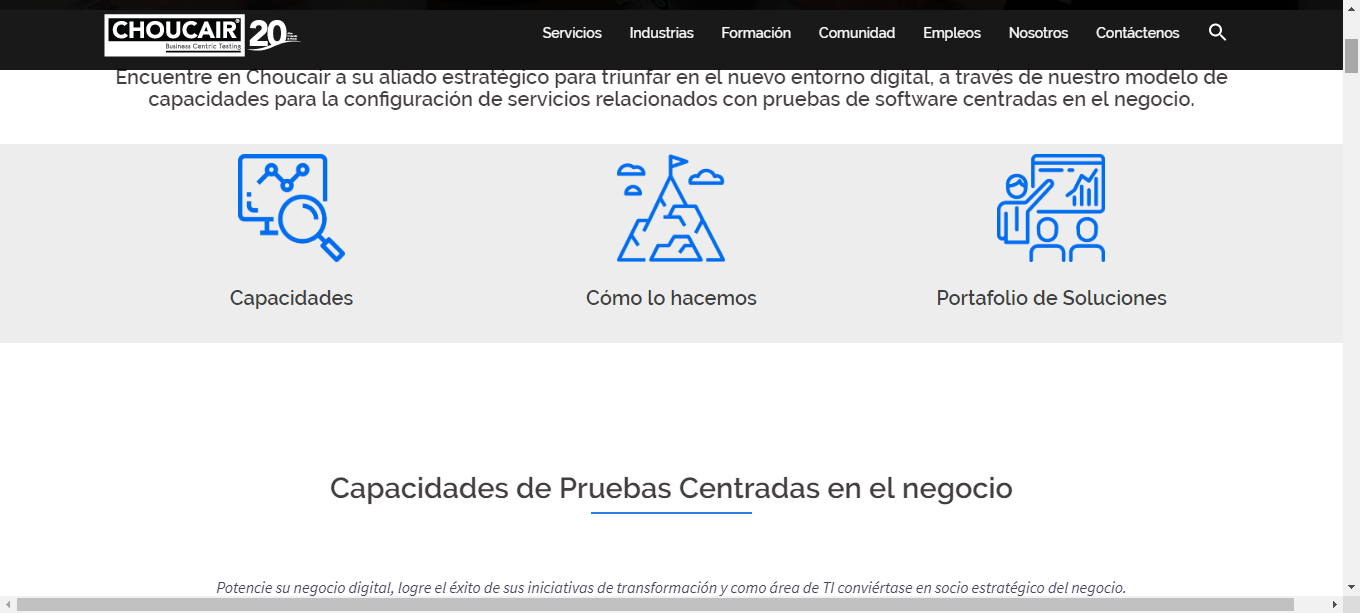 CHOUCAIR
Business Centric Testing
20
Servicios
Industrias
Formación
Comunidad
Empleos
Nosotros
Contáctenos
Encuentre en Choucair a su aliado estratégico para triunfar en el nuevo entorno digital, a través de nuestro modelo de
capacidades para la configuración de servicios relacionados con pruebas de software centradas en el negocio.
Capacidades
Cómo lo hacemos
Portafolio de Soluciones
Capacidades de Pruebas Centradas en el negocio
Potencie su negocio digital, logre el éxito de sus iniciativas de transformación y como área de TI conviértase en socio estratégico del negocio.